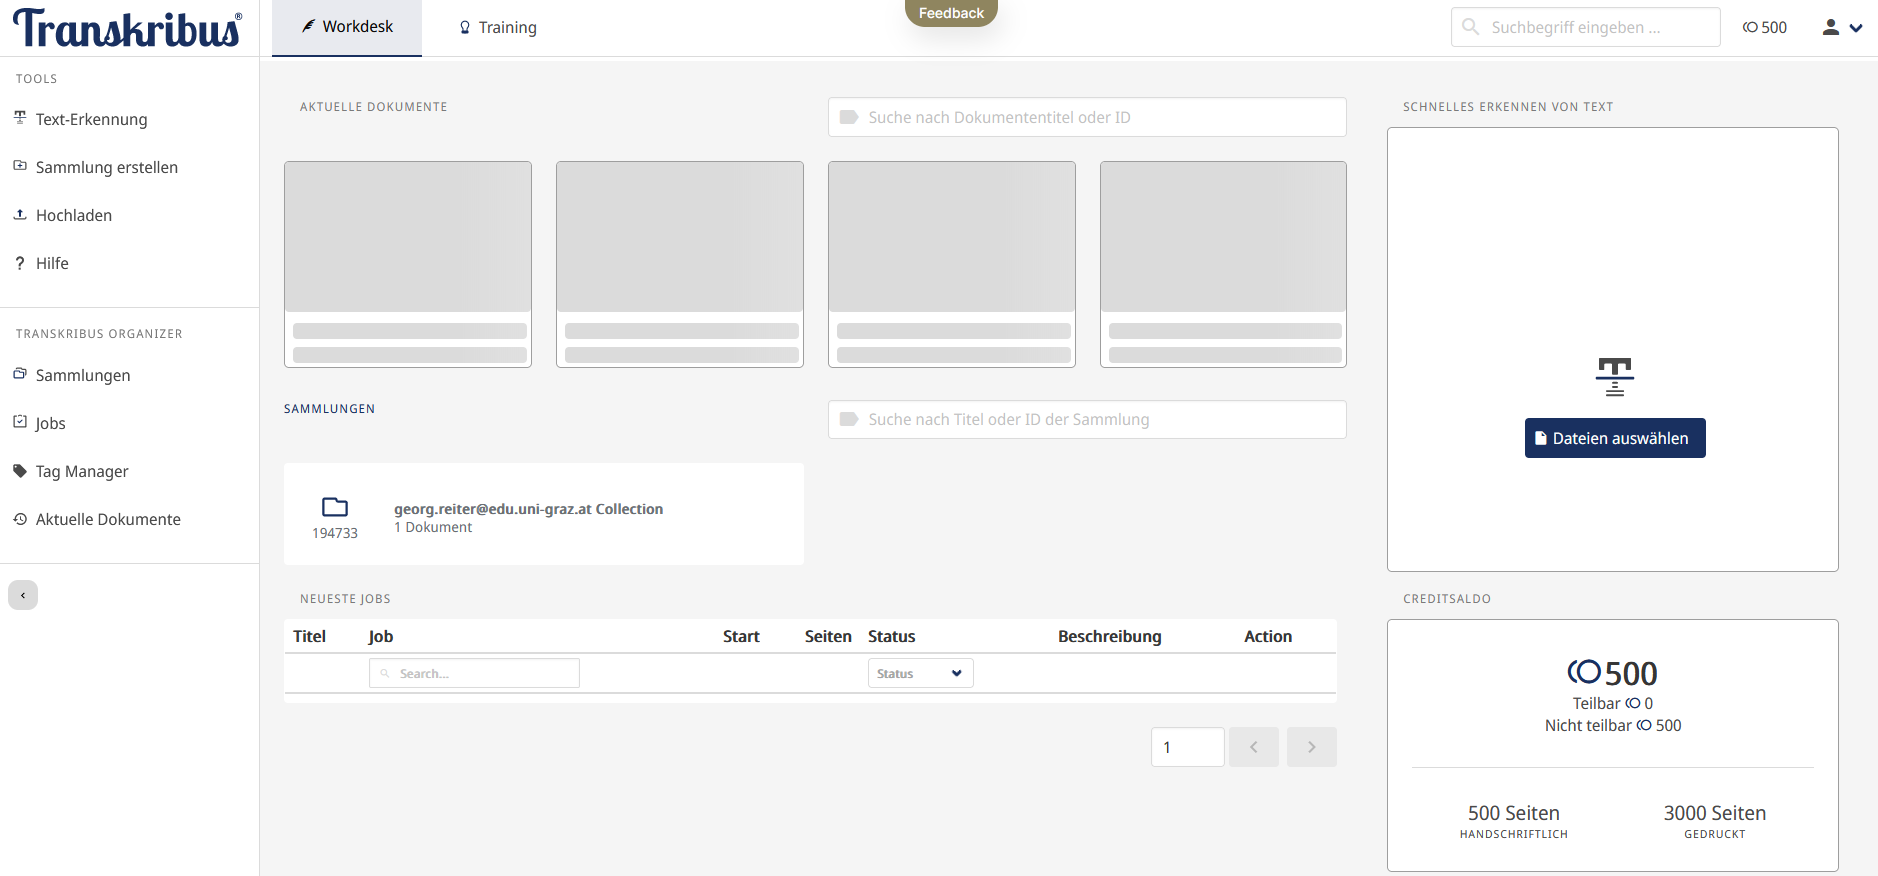 Transkribus®
Workdesk
Training
Feedback
Suchbegriff eingeben ...
500
TOOLS
Text-Erkennung
Sammlung erstellen
Hochladen
? Hilfe
TRANSKRIBUS ORGANIZER
Sammlungen
Jobs
Tag Manager
Aktuelle Dokumente
‹
AKTUELLE DOKUMENTE
Suche nach Dokumententitel oder ID
SAMMLUNGEN
Suche nach Titel oder ID der Sammlung
194733
georg.reiter@edu.uni-graz.at Collection
1 Dokument
NEUESTE JOBS
Titel Job Start Seiten Status Beschreibung Action
Search... Status
1
SCHNELLES ERKENNEN VON TEXT
Dateien auswählen
CREDITSALDO
500
Teilbar 0
Nicht teilbar 500
500 Seiten
HANDSCHRIFTLICH
3000 Seiten
GEDRUCKT